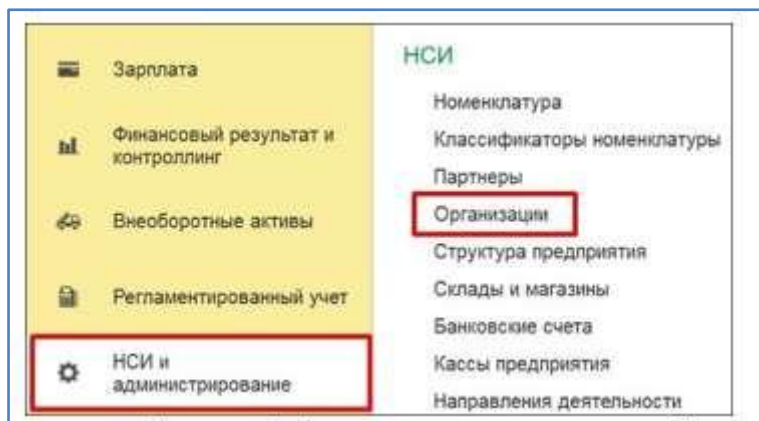 Зарплата
Финансовый результат и
контроллинг
Внеоборотные активы
Регламентированный учет
НСИ и
администрирование
НСИ
Номенклатура
Классификаторы номенклатуры
Партнеры
Организации
Структура предприятия
Склады и магазины
Банковские счета
Кассы предприятия
Направления деятельности